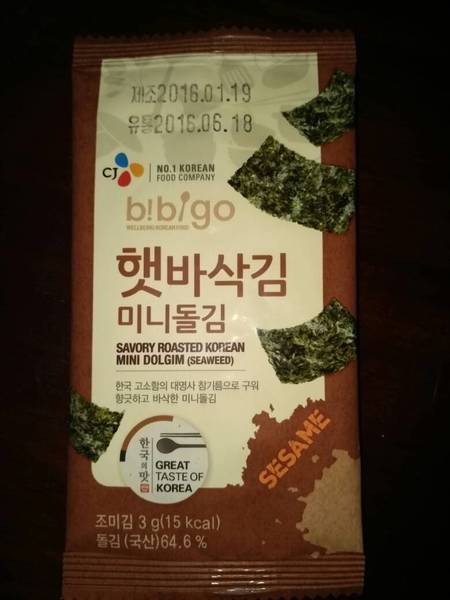 제조2016.01.19
유통2016.06.18
CJ
NO.1 KOREAN
FOOD COMPANY
b!b!go
WELLBEING KOREAN FOOD
햇바삭김
미니돌김
SAVORY ROASTED KOREAN
MINI DOLGIM (SEAWEED)
한국 고소함의 대명사 참기름으로 구워
향긋하고 바삭한 미니돌김
SESAME
한국의맛
GREAT
TASTE OF
KOREA
조미김 3 g(15 kcal)
돌김 (국산)64.6 %